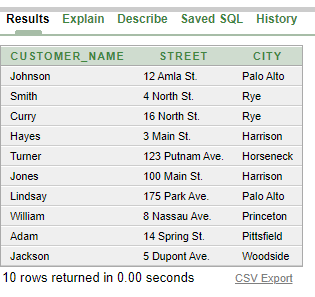 Results Explain Describe Saved SQL History
CUSTOMER_NAME STREET CITY
Johnson 12 Amla St. Palo Alto
Smith 4 North St. Rye
Curry 16 North St. Rye
Hayes 3 Main St. Harrison
Turner 123 Putnam Ave. Horseneck
Jones 100 Main St. Harrison
Lindsay 175 Park Ave. Palo Alto
William 8 Nassau Ave. Princeton
Adam 14 Spring St. Pittsfield
Jackson 5 Dupont Ave. Woodside
10 rows returned in 0.00 seconds CSV Export